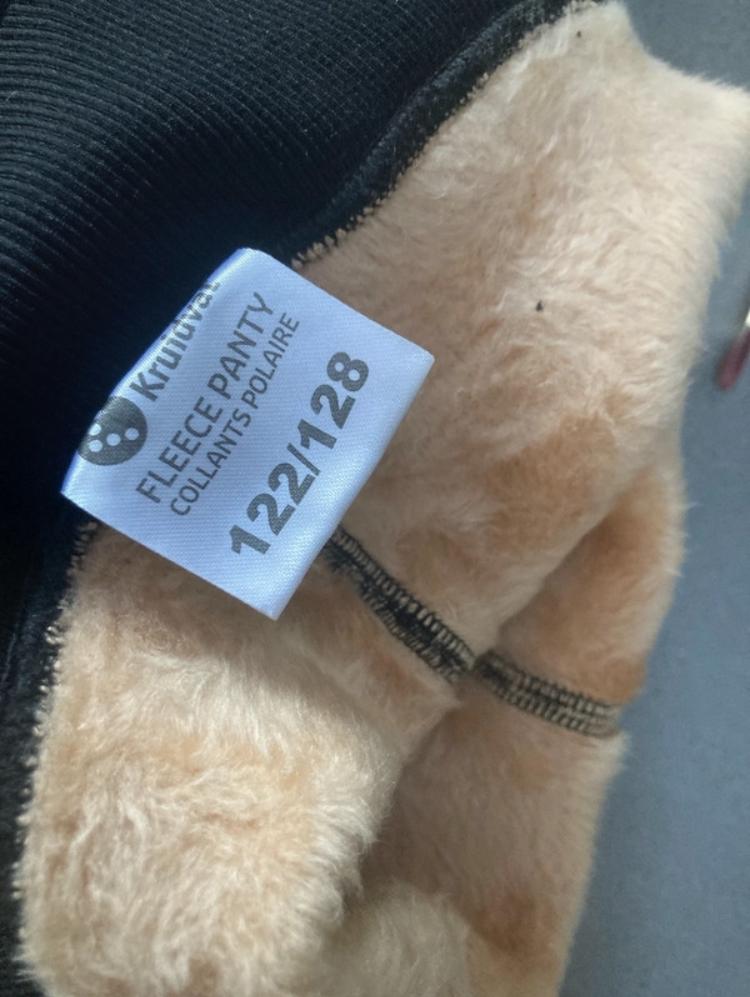 Kruidvat
FLEECE PANTY
COLLANTS POLAIRE
122/128